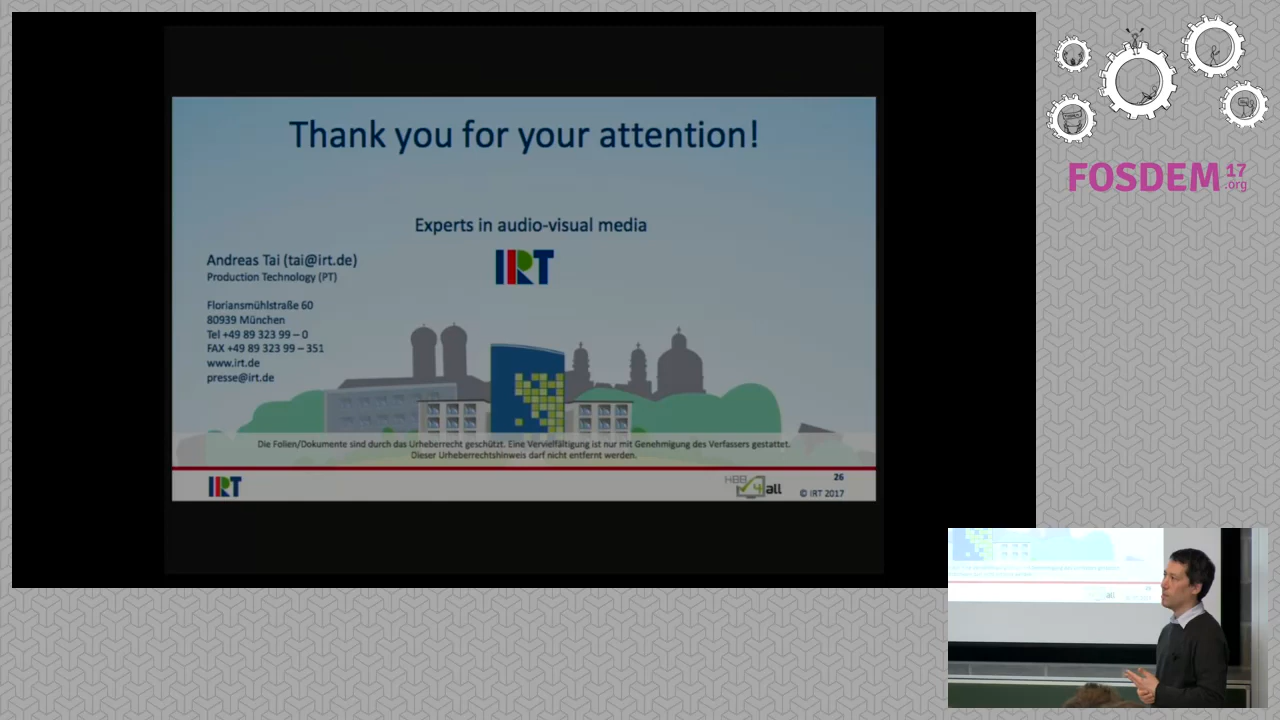 Thank you for your attention!
Experts in audio-visual media
IRT
Andreas Tai (tai@irt.de)
Production Technology (PT)
Floriansmühlstraße 60
80939 München
Tel +49 89 323 99 – 0
FAX +49 89 323 99 – 351
www.irt.de
presse@irt.de
Die Folien/Dokumente sind durch das Urheberrecht geschützt. Eine Vervielfältigung ist nur mit Genehmigung des Verfassers gestattet.
Dieser Urheberrechtshinweis darf nicht entfernt werden.
IRT
HBB4all
26
© IRT 2017
FOSDEM 17
.org